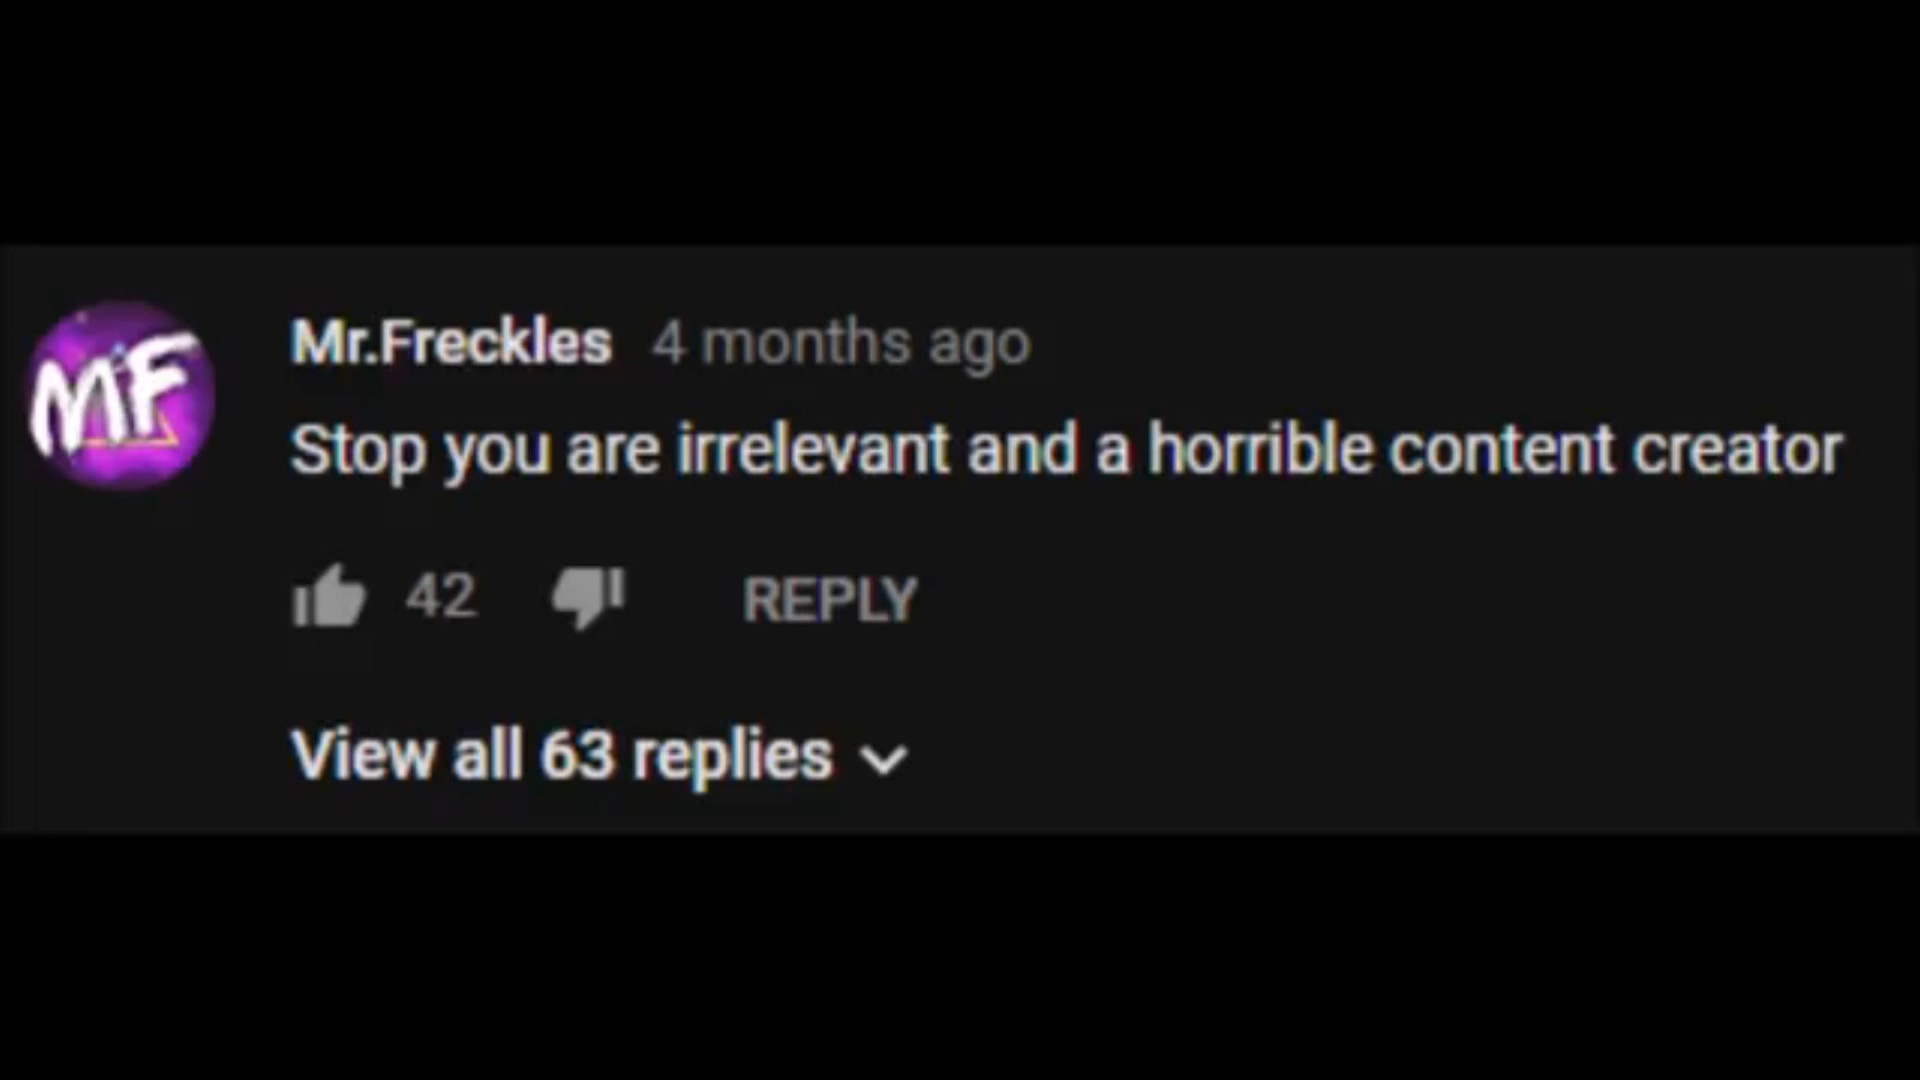 MF
Mr.Freckles 4 months ago
Stop you are irrelevant and a horrible content creator
42 REPLY
View all 63 replies